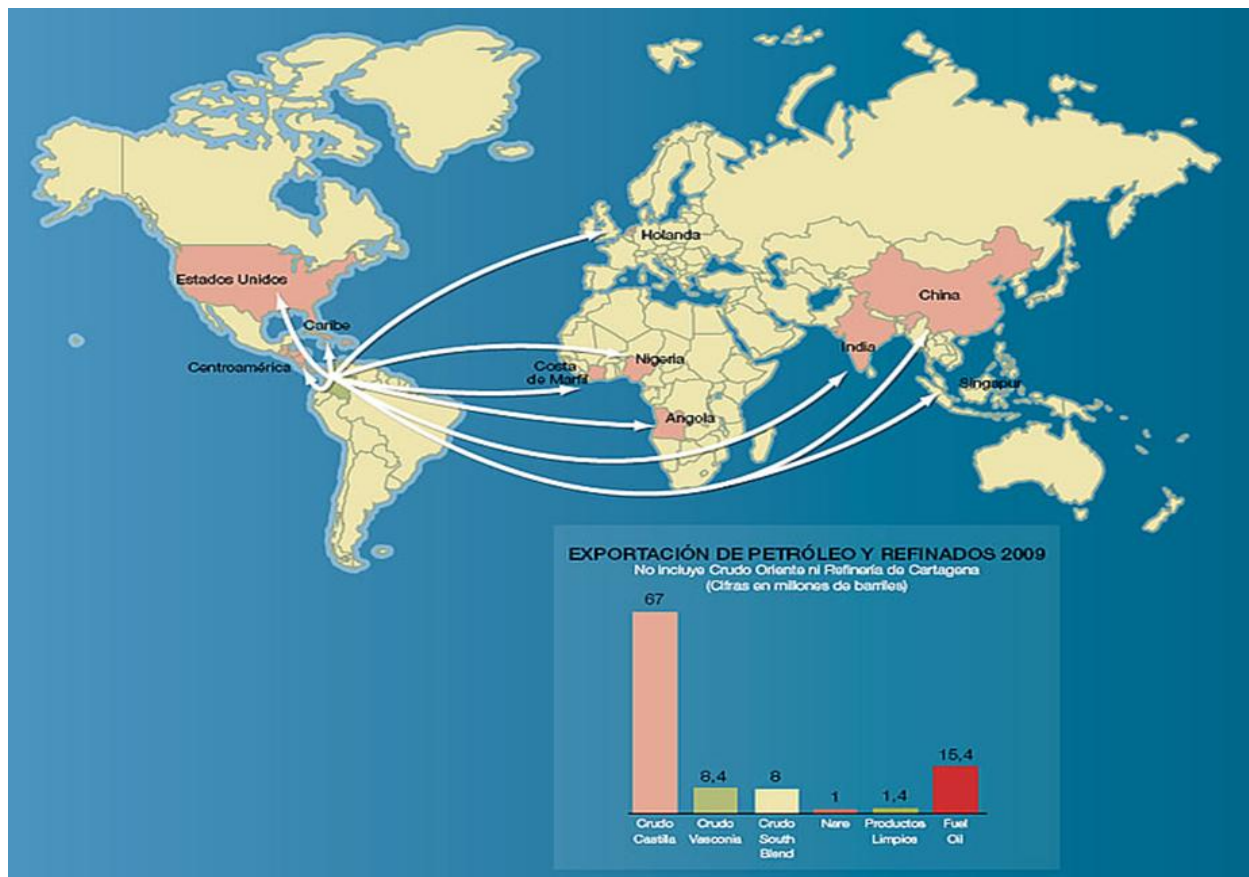 Holanda
Estados Unidos
China
Caribe
India
Centroamérica
Nigeria
Costa
de Marfil
Singapur
Angola
EXPORTACIÓN DE PETRÓLEO Y REFINADOS 2009
No incluye Crudo Oriente ni Refinería de Cartagena
(Cifras en millones de barriles)
67
8,4
8
1
1,4
15,4
Crudo
Castilla
Crudo
Vasconia
Crudo
South
Blend
Nare
Productos
Limpios
Fuel
Oil